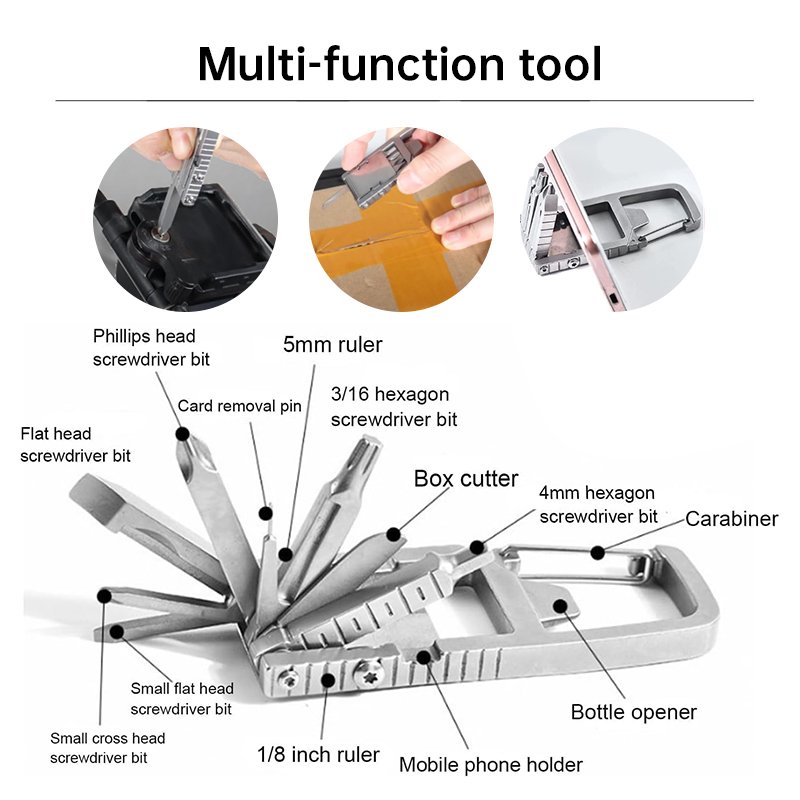 Multi-function tool
Phillips head
screwdriver bit
5mm ruler
3/16 hexagon
screwdriver bit
Card removal pin
Flat head
screwdriver bit
Box cutter
4mm hexagon
screwdriver bit
Carabiner
Small flat head
screwdriver bit
Bottle opener
Small cross head
screwdriver bit
1/8 inch ruler
Mobile phone holder